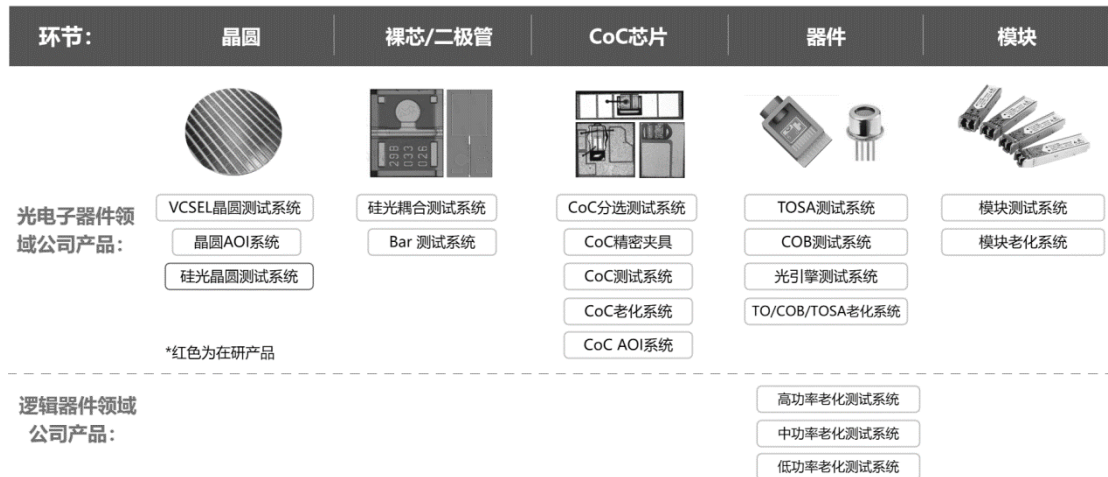 环节： 晶圆 裸芯/二极管 CoC芯片 器件 模块
29B
033
026
光电子器件领
域公司产品：
VCSEL晶圆测试系统 硅光耦合测试系统 CoC分选测试系统 TOSA测试系统 模块测试系统
晶圆AOI系统 Bar 测试系统 CoC精密夹具 COB测试系统 模块老化系统
硅光晶圆测试系统 CoC测试系统 光引擎测试系统
CoC老化系统 TO/COB/TOSA老化系统
*红色为在研产品 CoC AOI系统
逻辑器件领域
公司产品：
高功率老化测试系统
中功率老化测试系统
低功率老化测试系统